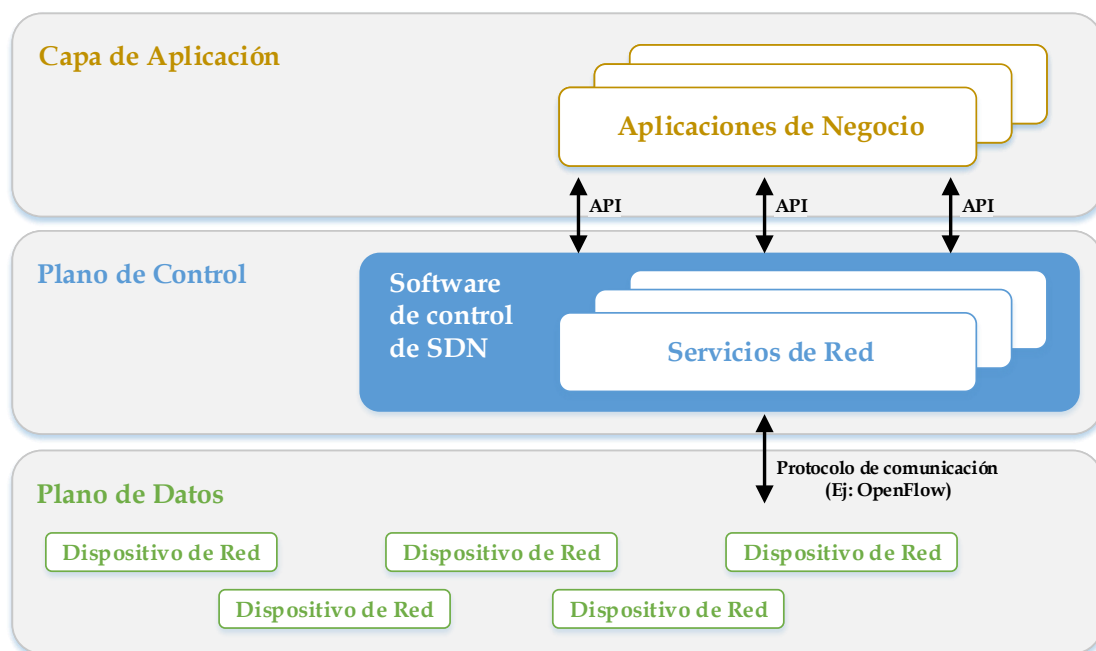 Capa de Aplicación
Aplicaciones de Negocio
API
API
API
Plano de Control
Software
de control
de SDN
Servicios de Red
Protocolo de comunicación
(Ej: OpenFlow)
Plano de Datos
Dispositivo de Red
Dispositivo de Red
Dispositivo de Red
Dispositivo de Red
Dispositivo de Red